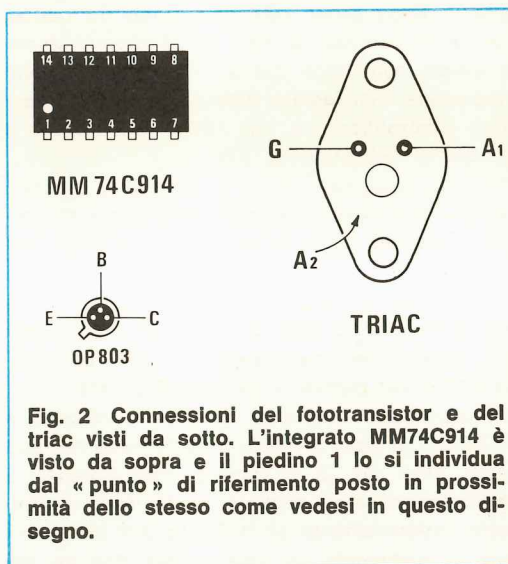 14 13 12 11 10 9 8
1 2 3 4 5 6 7
MM 74C914
G
A1
A2
TRIAC
B
E
C
OP 803
Fig. 2 Connessioni del fototransistor e del
triac visti da sotto. L'integrato MM74C914 è
visto da sopra e il piedino 1 lo si individua
dal « punto » di riferimento posto in prossi-
mità dello stesso come vedesi in questo di-
segno.